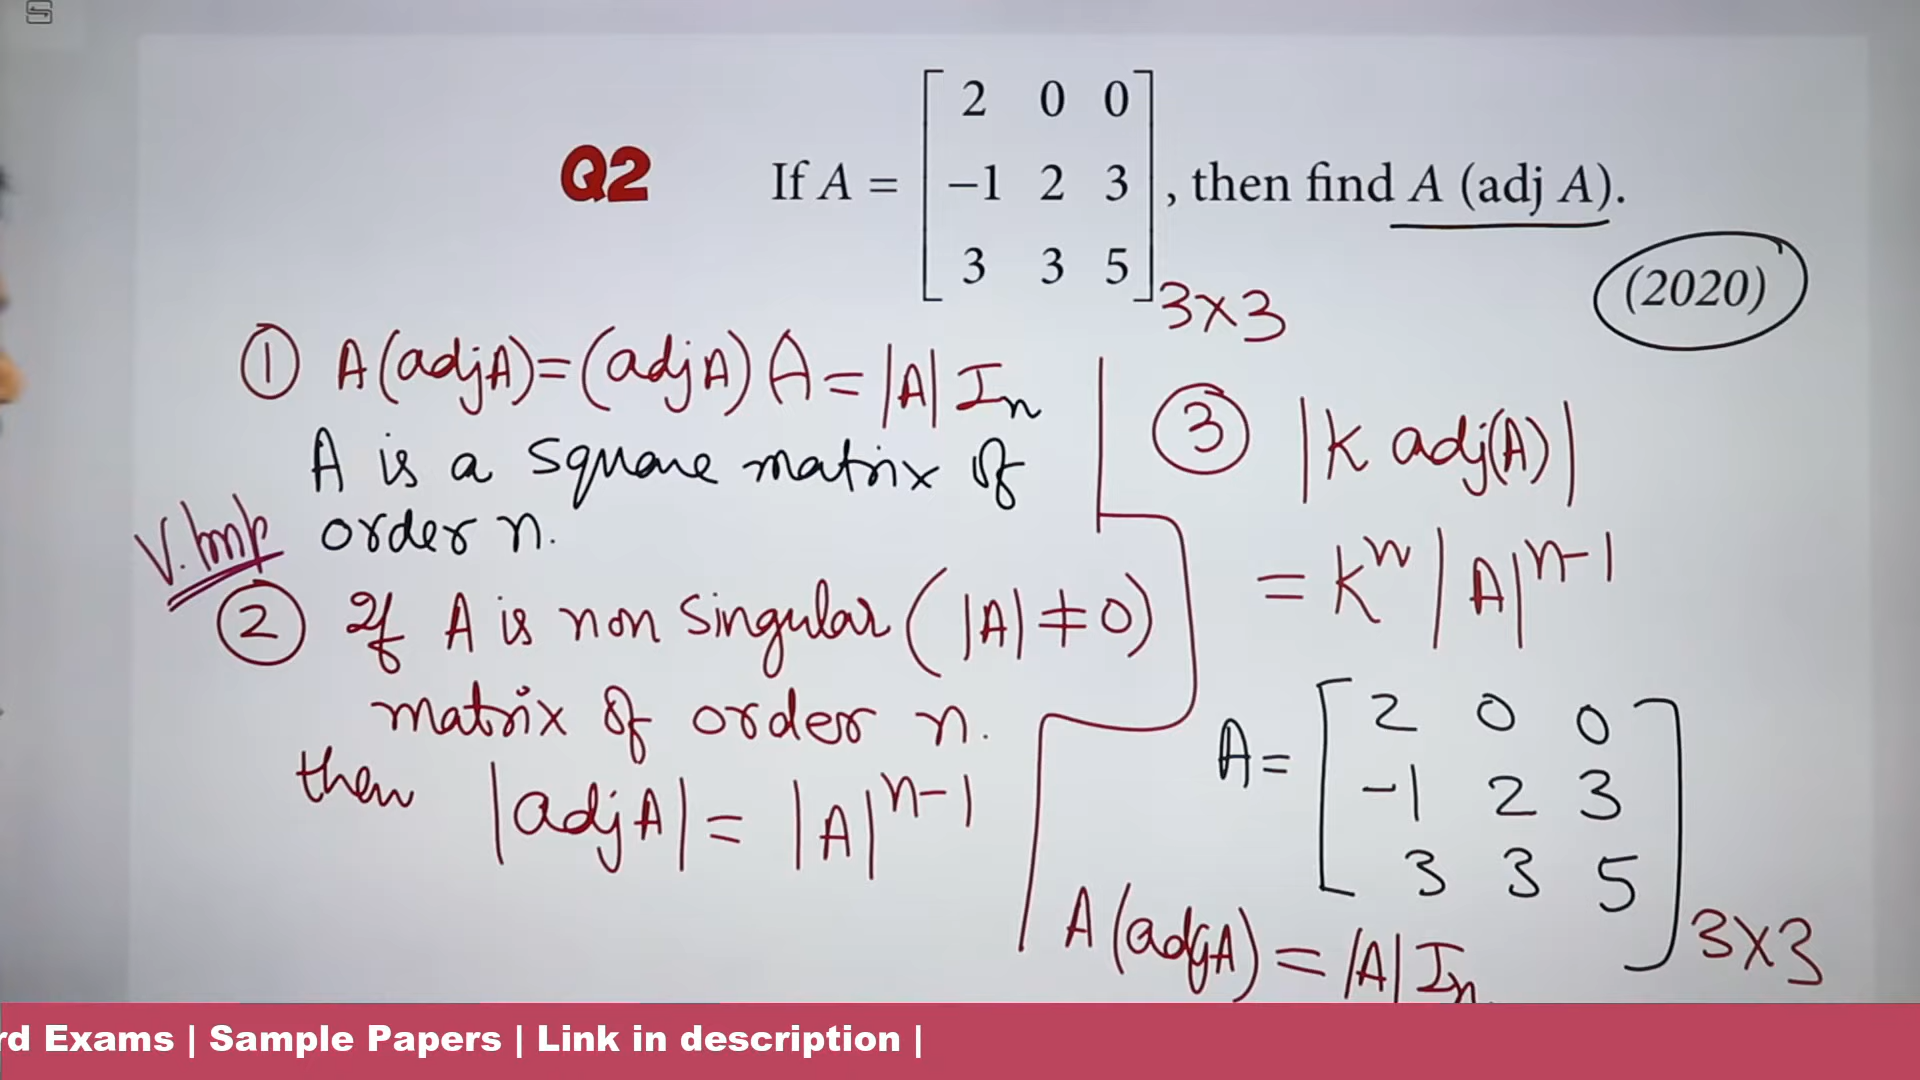 Q2 If A = [ 2 0 0
-1 2 3
3 3 5 ] 3×3 , then find A (adj A).
(2020)
① A(adjA)=(adjA)A=|A|In
A is a square matrix of
order n.
V.Imp
② If A is non singular (|A|≠0)
matrix of order n.
then |adjA| = |A|^n-1
③ |K adj(A)|
= K^n |A|^n-1
A= [ 2 0 0
-1 2 3
3 3 5 ] 3×3
A(adjA) = |A| In
rd Exams | Sample Papers | Link in description |